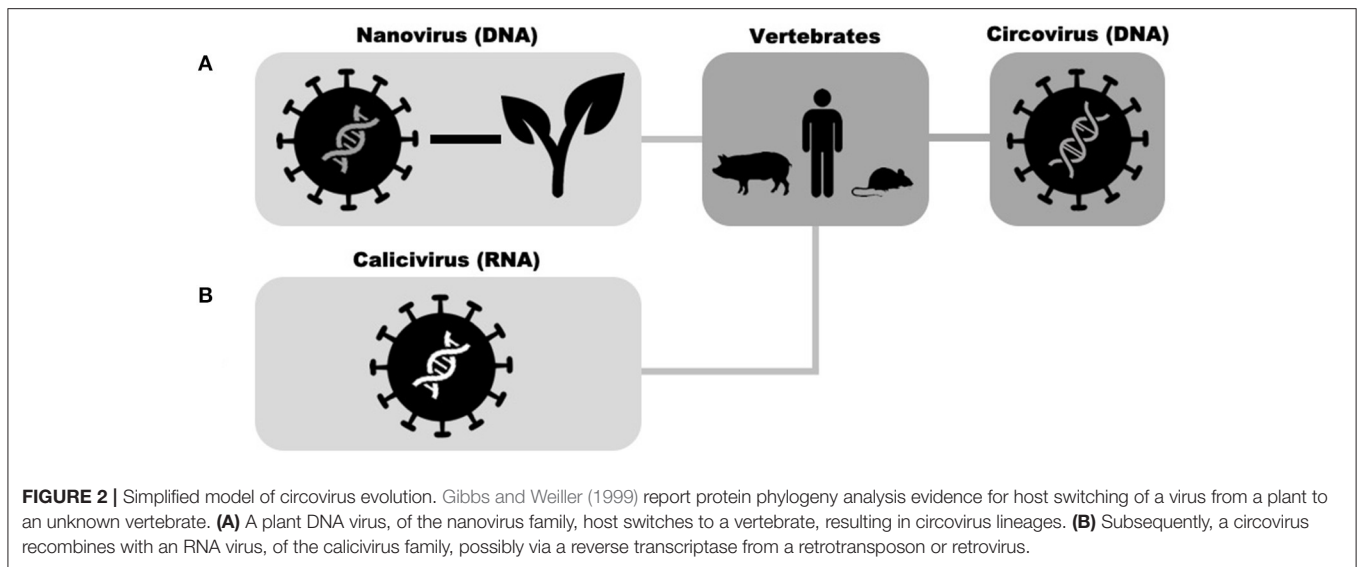 Nanovirus (DNA)
Vertebrates
Circovirus (DNA)
A
Calicivirus (RNA)
B
FIGURE 2 | Simplified model of circovirus evolution. Gibbs and Weiller (1999) report protein phylogeny analysis evidence for host switching of a virus from a plant to
an unknown vertebrate. (A) A plant DNA virus, of the nanovirus family, host switches to a vertebrate, resulting in circovirus lineages. (B) Subsequently, a circovirus
recombines with an RNA virus, of the calicivirus family, possibly via a reverse transcriptase from a retrotransposon or retrovirus.